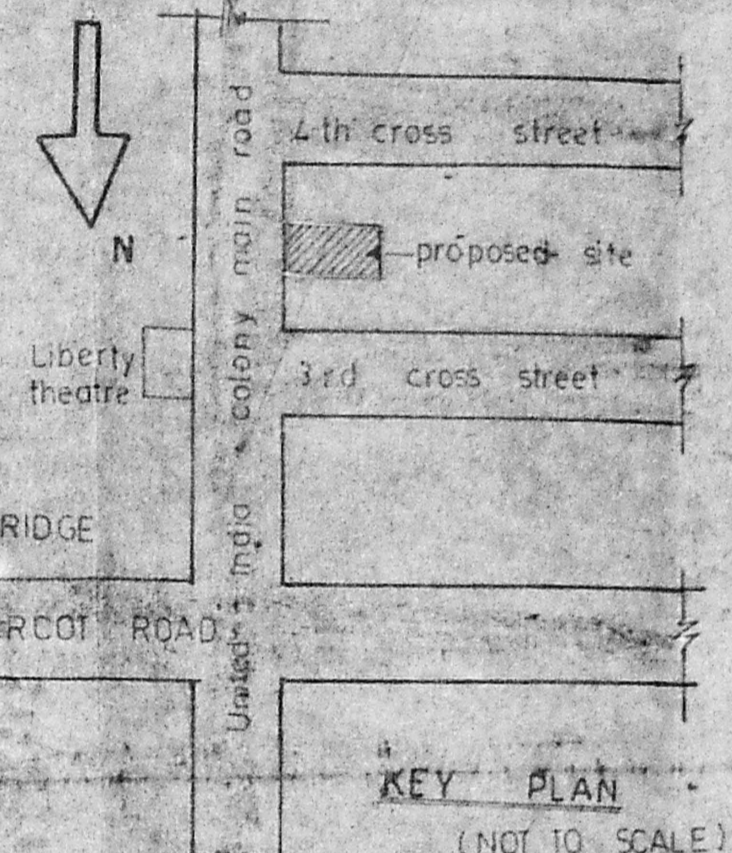 4th cross street
N
proposed site
Liberty
theatre
3rd cross street
United India colony main road
RIDGE
RCOT ROAD
KEY PLAN
(NOT TO SCALE)